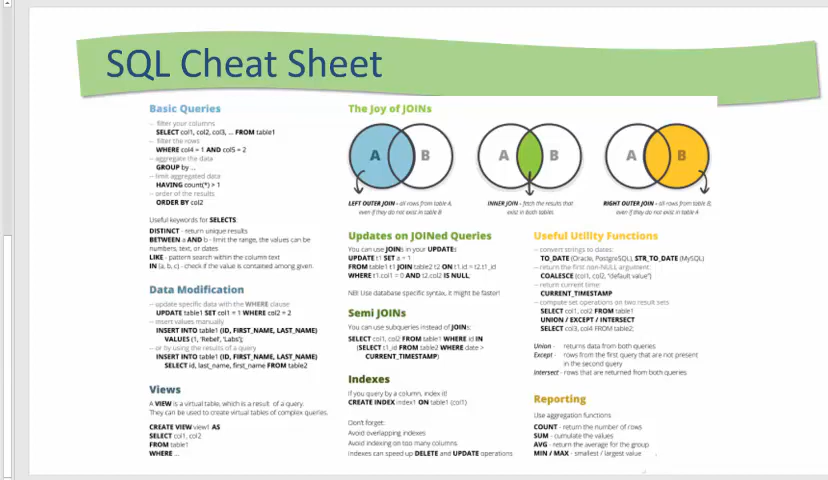 SQL Cheat Sheet
Basic Queries
-- filter your columns
SELECT col1, col2, col3, ... FROM table1
-- filter the rows
WHERE col4 = 1 AND col5 = 2
-- aggregate the data
GROUP by ...
-- limit aggregated data
HAVING count(*) > 1
-- order of the results
ORDER BY col2
Useful keywords for SELECTS
DISTINCT - return unique results
BETWEEN a AND b - limit the range, the values can be
numbers, text, or dates
LIKE - pattern search within the column text
IN (a, b, c) - check if the value is contained among given.
Data Modification
-- update specific data with the WHERE clause
UPDATE table1 SET col1 = 1 WHERE col2 = 2
-- insert values manually
INSERT INTO table1 (ID, FIRST_NAME, LAST_NAME)
VALUES (1, 'Rebel', 'Labs');
-- or by using the results of a query
INSERT INTO table1 (ID, FIRST_NAME, LAST_NAME)
SELECT id, last_name, first_name FROM table2
Views
A VIEW is a virtual table, which is a result of a query.
They can be used to create virtual tables of complex queries.
CREATE VIEW view1 AS
SELECT col1, col2
FROM table1
WHERE ...
The Joy of JOINs
A B
A B
A B
LEFT OUTER JOIN - all rows from table A,
even if they do not exist in table B
INNER JOIN - fetch the results that
exist in both tables
RIGHT OUTER JOIN - all rows from table B,
even if they do not exist in table A
Updates on JOINed Queries
You can use JOINs in your UPDATEs
UPDATE t1 SET a = 1
FROM table1 t1 JOIN table2 t2 ON t1.id = t2.t1_id
WHERE t1.col1 = 0 AND t2.col2 IS NULL;
NB! Use database specific syntax, it might be faster!
Semi JOINs
You can use subqueries instead of JOINs:
SELECT col1, col2 FROM table1 WHERE id IN
(SELECT t1_id FROM table2 WHERE date >
CURRENT_TIMESTAMP)
Indexes
If you query by a column, index it!
CREATE INDEX index1 ON table1 (col1)
Don't forget:
Avoid overlapping indexes
Avoid indexing on too many columns
Indexes can speed up DELETE and UPDATE operations
Useful Utility Functions
-- convert strings to dates:
TO_DATE (Oracle, PostgreSQL), STR_TO_DATE (MySQL)
-- return the first non-NULL argument:
COALESCE (col1, col2, "default value")
-- return current time:
CURRENT_TIMESTAMP
-- compute set operations on two result sets
SELECT col1, col2 FROM table1
UNION / EXCEPT / INTERSECT
SELECT col3, col4 FROM table2;
Union - returns data from both queries
Except - rows from the first query that are not present
in the second query
Intersect - rows that are returned from both queries
Reporting
Use aggregation functions
COUNT - return the number of rows
SUM - cumulate the values
AVG - return the average for the group
MIN / MAX - smallest / largest value